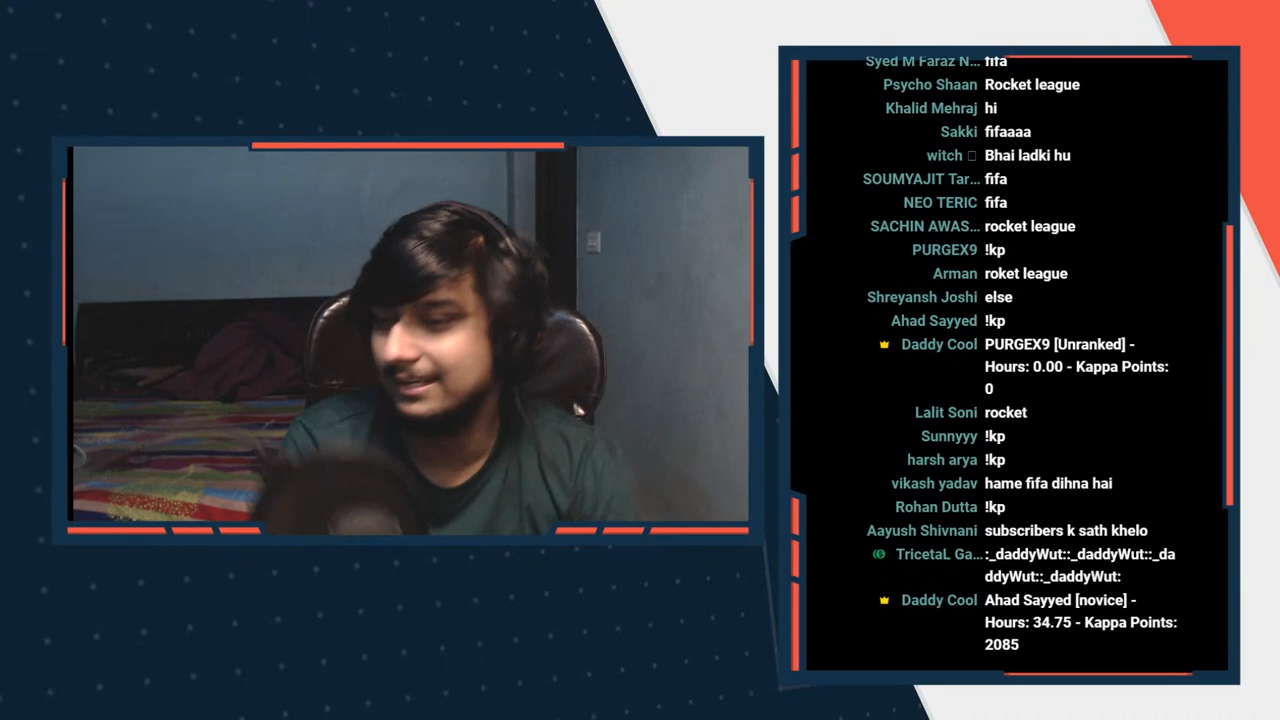 Syed M Faraz N... fifa
Psycho Shaan Rocket league
Khalid Mehraj hi
Sakki fifaaaa
witch Bhai ladki hu
SOUMYAJIT Tar... fifa
NEO TERIC fifa
SACHIN AWAS... rocket league
PURGEX9 !kp
Arman roket league
Shreyansh Joshi else
Ahad Sayyed !kp
Daddy Cool PURGEX9 [Unranked] -
Hours: 0.00 - Kappa Points:
0
Lalit Soni rocket
Sunnyyy !kp
harsh arya !kp
vikash yadav hame fifa dihna hai
Rohan Dutta !kp
Aayush Shivnani subscribers k sath khelo
TricetaL Ga... :_daddyWut::_daddyWut::_da
ddyWut::_daddyWut:
Daddy Cool Ahad Sayyed [novice] -
Hours: 34.75 - Kappa Points:
2085